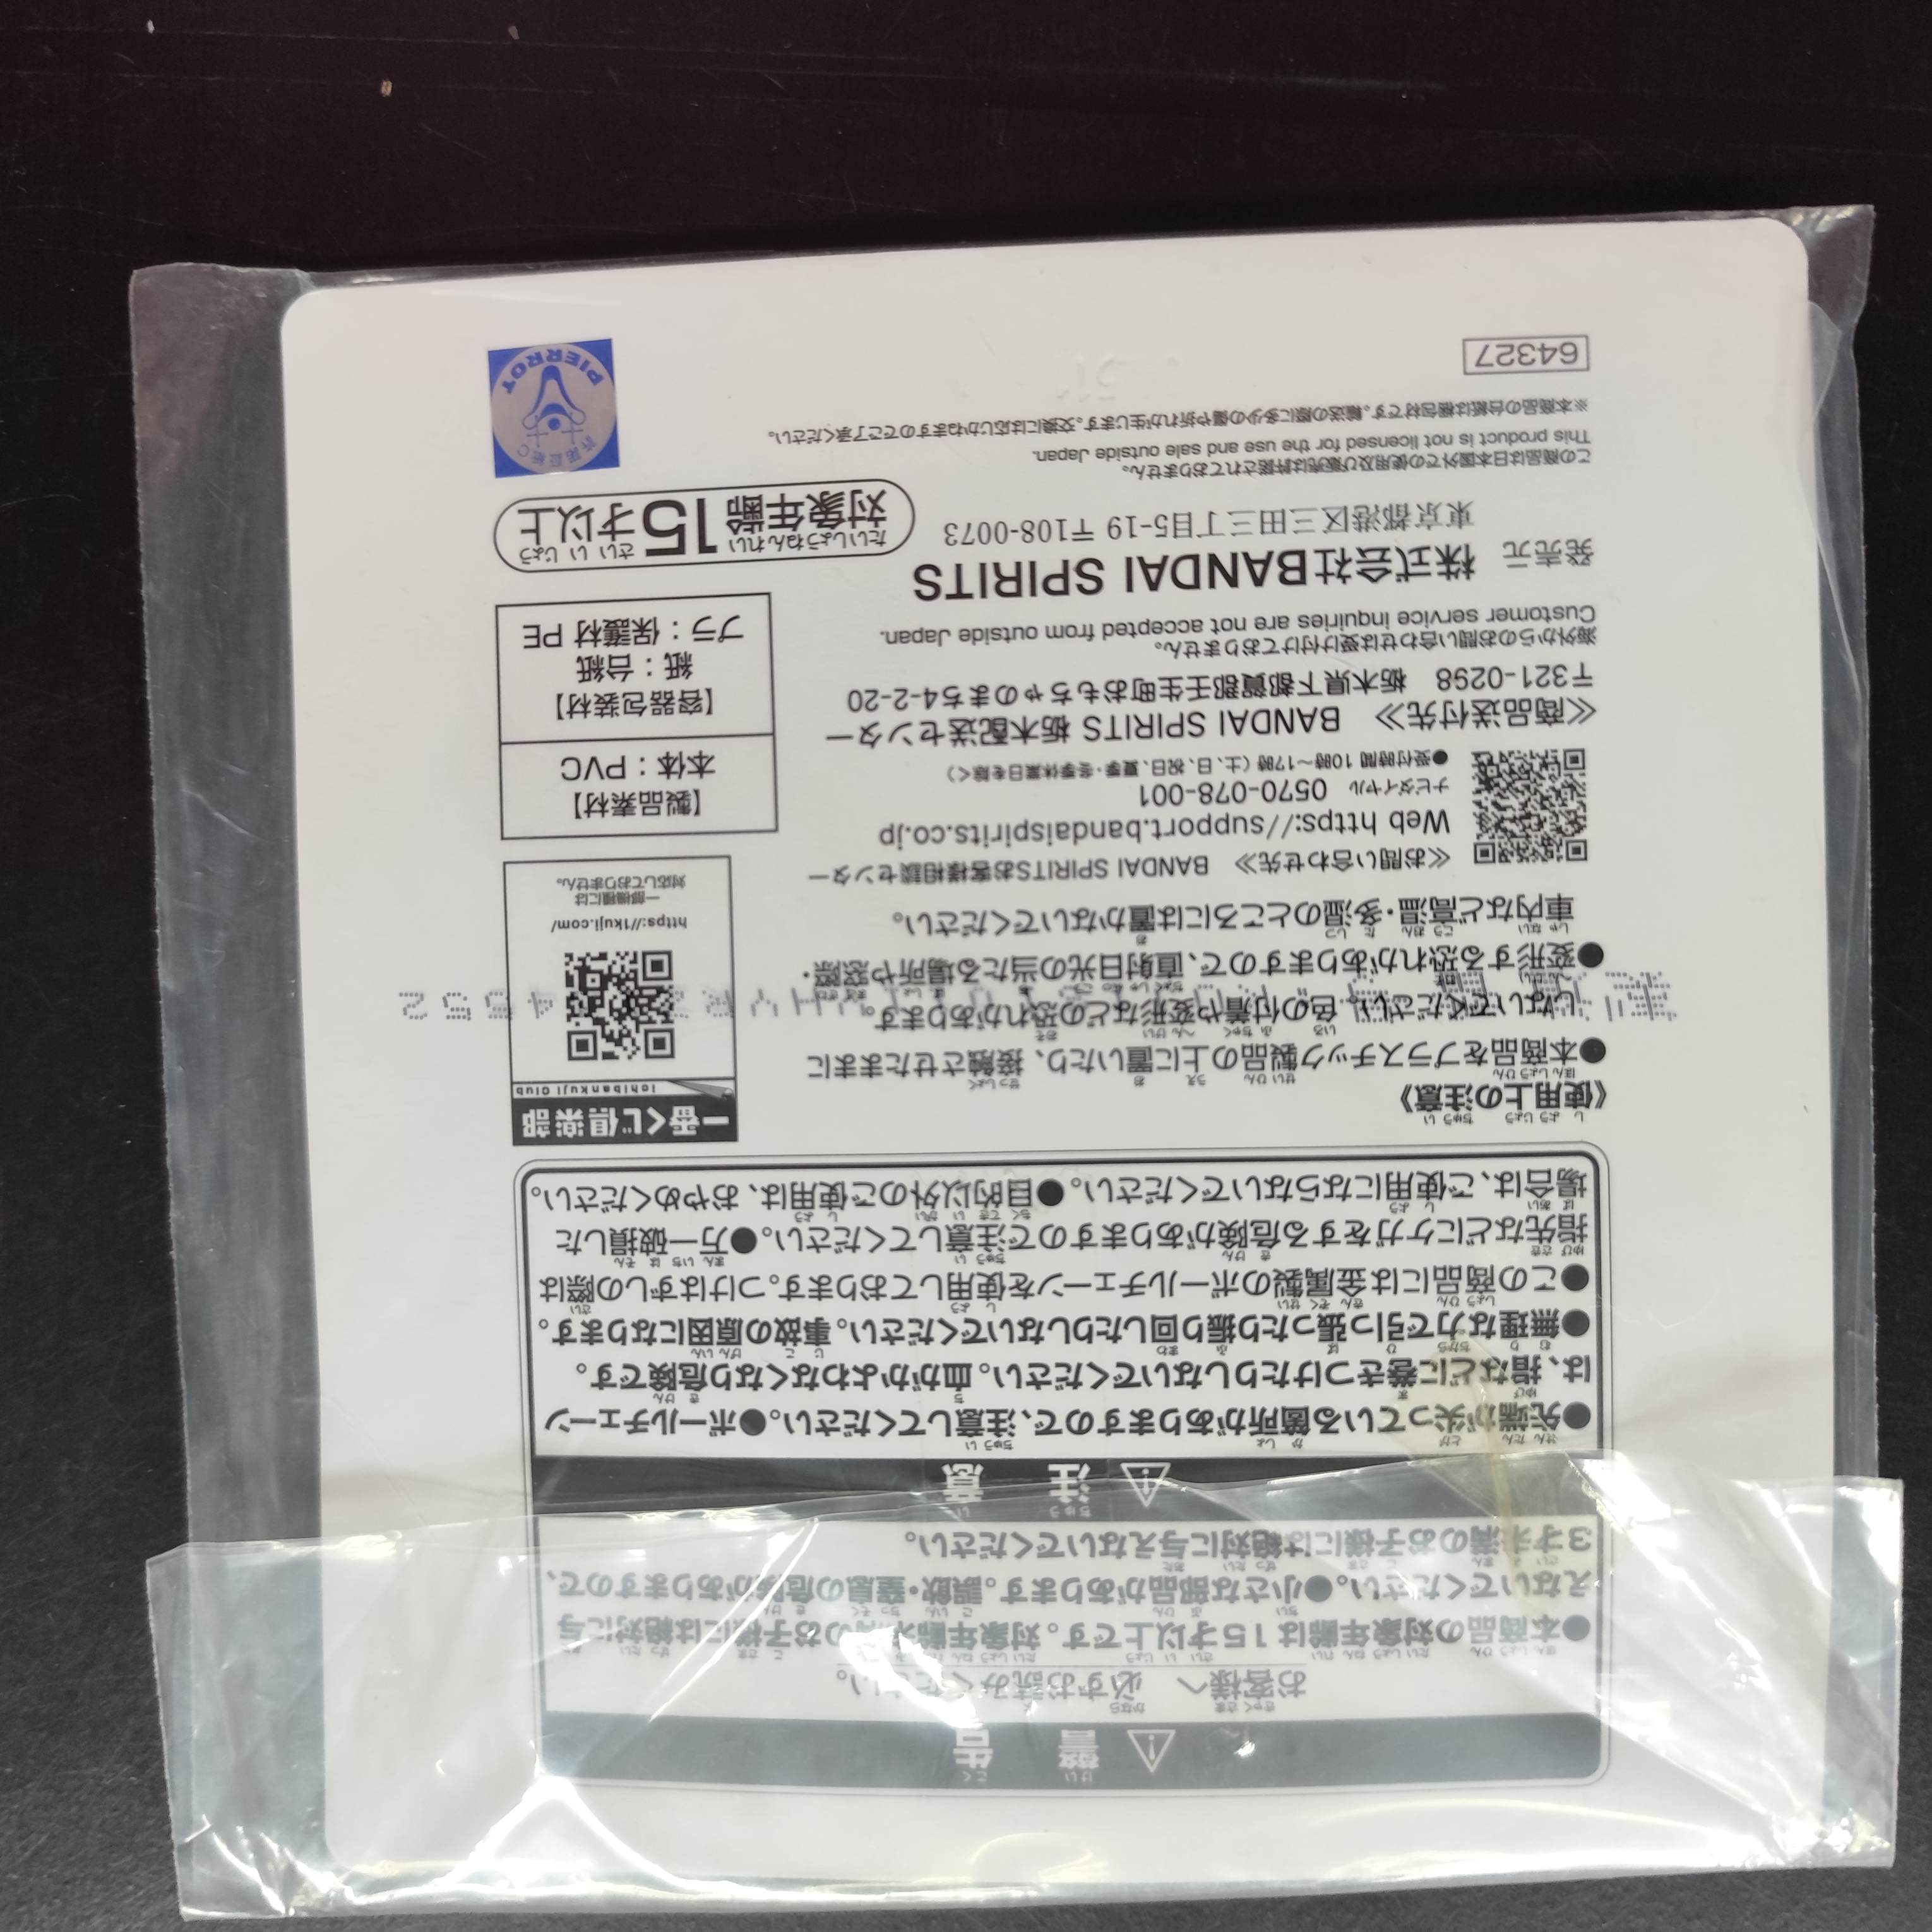 警告
お客様へ 必ずお読みください。
●本商品の対象年齢は15才以上です。対象年齢未満のお子様には絶対に与
えないでください。●小さな部品があります。誤飲・窒息の危険がありますので、
3才未満のお子様には絶対に与えないでください。
注意
●先端が尖っている箇所がありますので、注意してください。●ボールチェーン
は、指などに巻きつけたりしないでください。血がかよわなくなり危険です。
●無理な力で引っ張ったり振り回したりしないでください。事故の原因になります。
●この商品には金属製のボールチェーンを使用しております。つけはずしの際は
指先などにケガをする危険がありますので注意してください。●万一破損した
場合は、ご使用にならないでください。●目的以外のご使用は、おやめください。
《使用上の注意》
●本商品をプラスチック製品の上に置いたり、接触させたままに
しないでください。色の付着や変形などの恐れがあります。
●変形する恐れがありますので、直射日光の当たる場所や窓際・
車内など高温・多湿のところには置かないでください。
一番くじ倶楽部
Ichibankuji Club
https://1kuji.com/
一部機種には
対応しておりません。
≪お問い合わせ先≫ BANDAI SPIRITSお客様相談センター
Web https://support.bandaispirits.co.jp
ナビダイヤル 0570-078-001
●受付時間 10時~17時(土、日、祝日、夏季・冬季休業日を除く)
≪商品送付先≫ BANDAI SPIRITS 栃木配送センター
〒321-0298 栃木県下都賀郡壬生町おもちゃのまち4-2-20
海外からのお問い合わせは受け付けておりません。
Customer service inquiries are not accepted from outside Japan.
【製品素材】
本体:PVC
【容器包装材】
紙:台紙
プラ:保護材 PE
発売元 株式会社BANDAI SPIRITS
東京都港区三田三丁目5-19 〒108-0073
対象年齢15才以上
この商品は日本国外での使用及び販売は許諾されておりません。
This product is not licensed for the use and sale outside Japan.
※本商品の台紙は梱包材です。輸送の際に多少の傷や折れが生じます。交換には応じかねますのでご了承ください。
64327
PIERROT